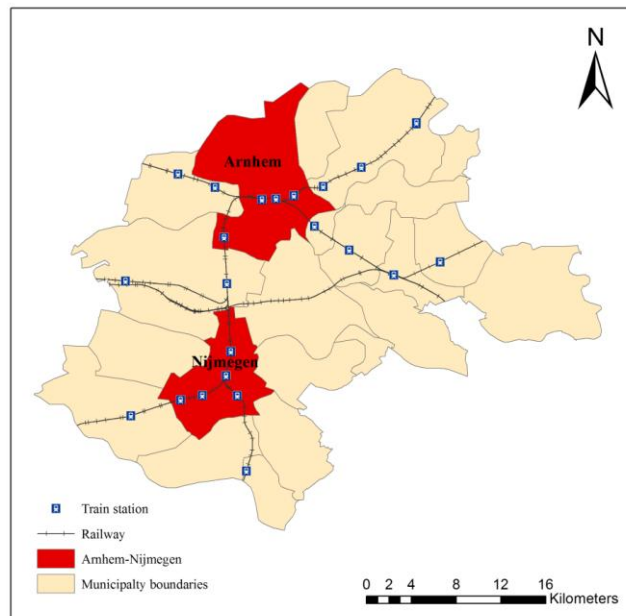 N
Arnhem
Nijmegen
Train station
Railway
Arnhem-Nijmegen
Municipalty boundaries
0 2 4 8 12 16
Kilometers